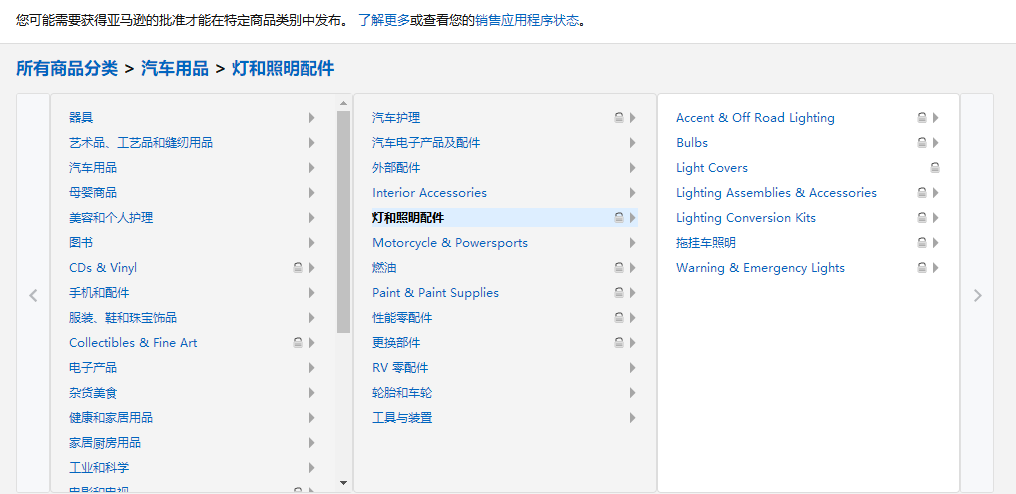 您可能需要获得亚马逊的批准才能在特定商品类别中发布。 了解更多或查看您的销售应用程序状态。
所有商品分类 > 汽车用品 > 灯和照明配件
器具
艺术品、工艺品和缝纫用品
汽车用品
母婴商品
美容和个人护理
图书
CDs & Vinyl
手机和配件
服装、鞋和珠宝饰品
Collectibles & Fine Art
电子产品
杂货美食
健康和家居用品
家居厨房用品
工业和科学
电影和电视
汽车护理
汽车电子产品及配件
外部配件
Interior Accessories
灯和照明配件
Motorcycle & Powersports
燃油
Paint & Paint Supplies
性能零配件
更换部件
RV 零配件
轮胎和车轮
工具与装置
Accent & Off Road Lighting
Bulbs
Light Covers
Lighting Assemblies & Accessories
Lighting Conversion Kits
拖挂车照明
Warning & Emergency Lights